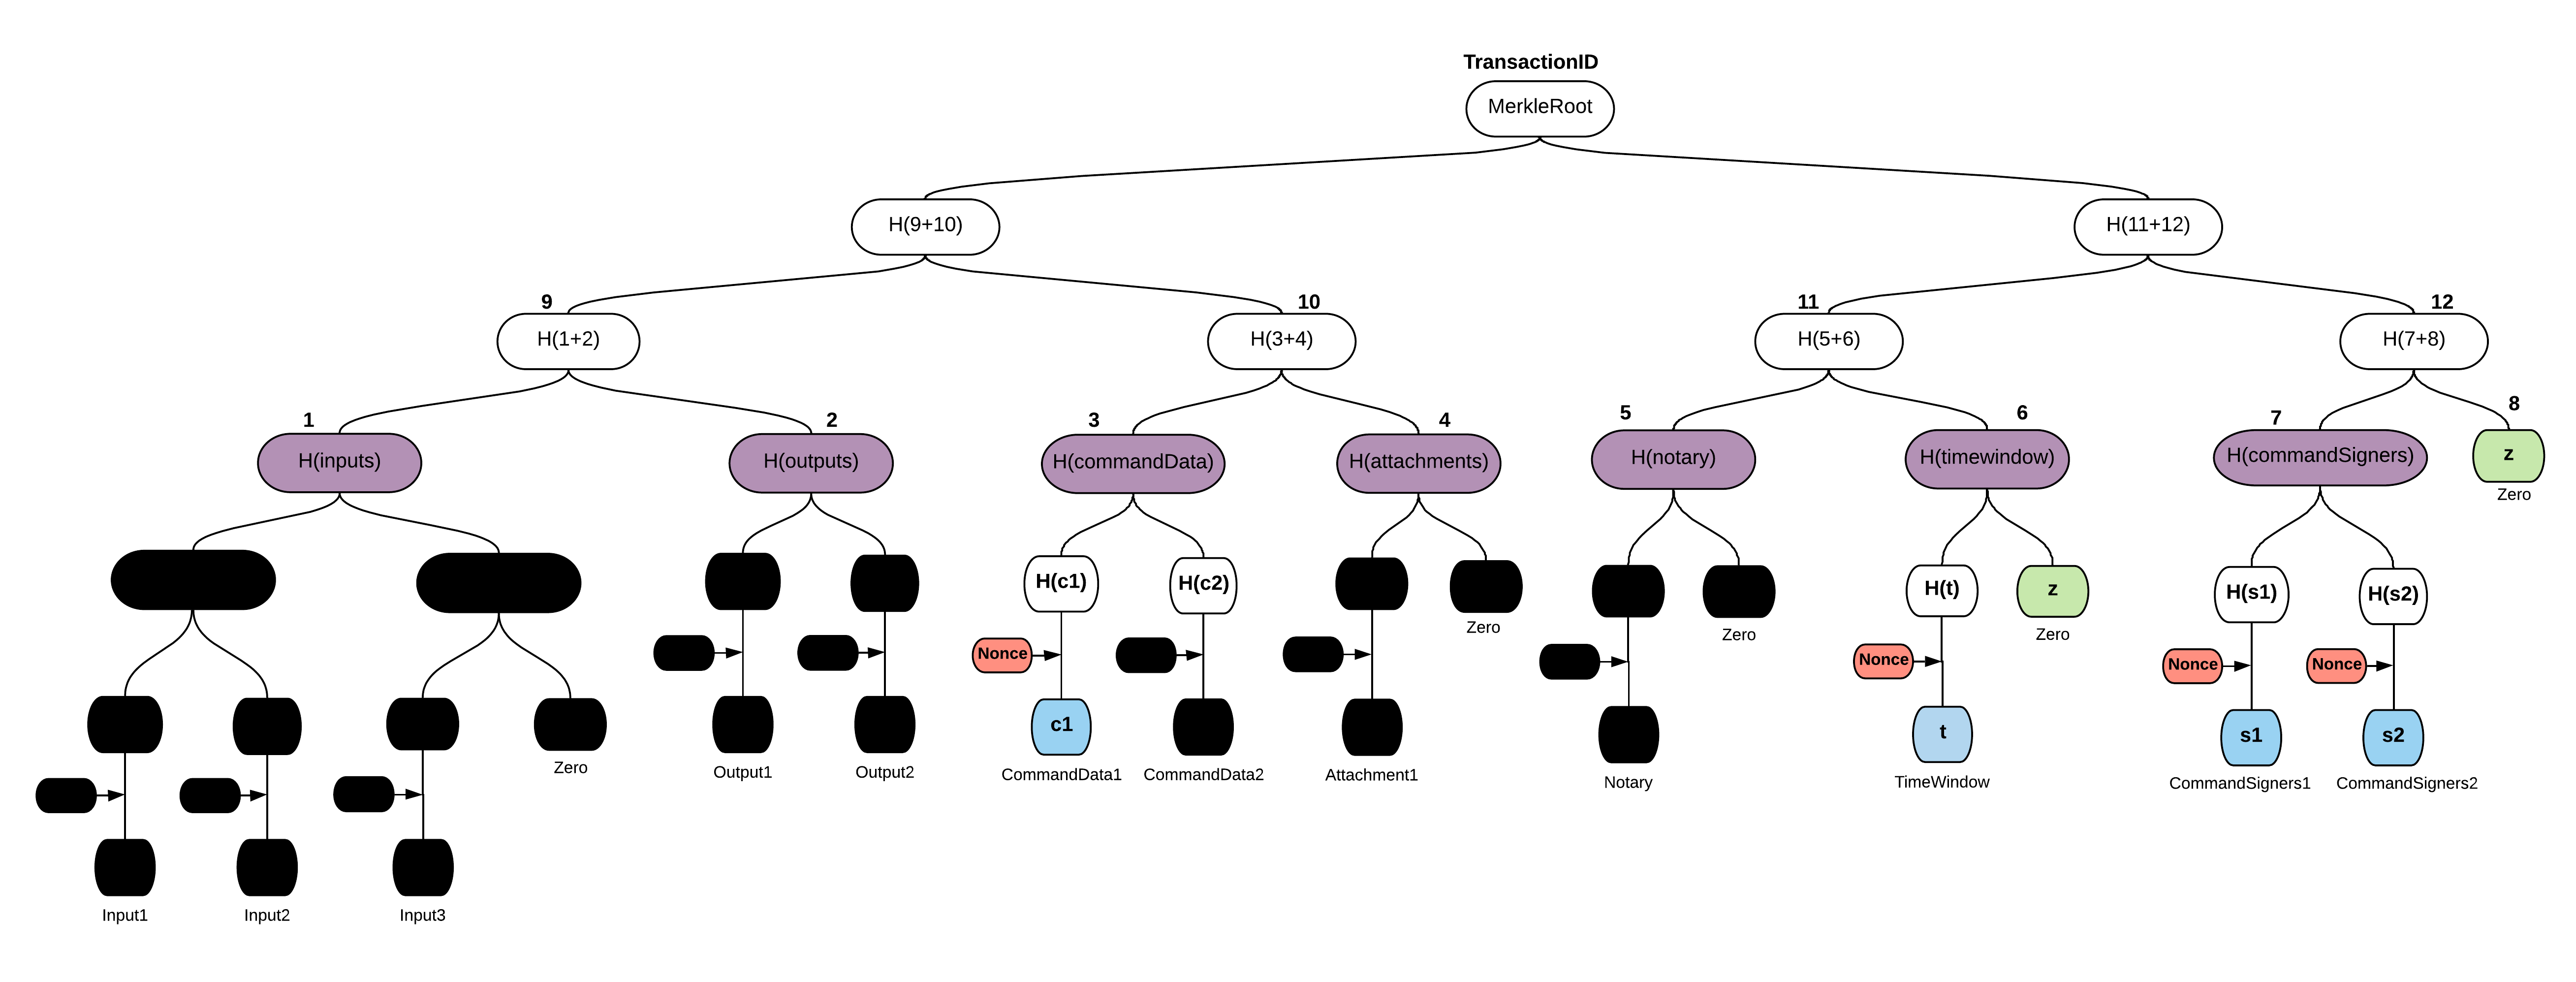 TransactionID
MerkleRoot
H(9+10)
H(11+12)
9
10
11
12
H(1+2)
H(3+4)
H(5+6)
H(7+8)
1
2
3
4
5
6
7
8
H(inputs)
H(outputs)
H(commandData)
H(attachments)
H(notary)
H(timewindow)
H(commandSigners)
z
Zero
H(c1)
H(c2)
H(t)
z
H(s1)
H(s2)
Zero
Zero
Zero
Nonce
Nonce
Nonce
Nonce
c1
t
s1
s2
Zero
Output1
Output2
CommandData1
CommandData2
Attachment1
Notary
TimeWindow
CommandSigners1
CommandSigners2
Input1
Input2
Input3